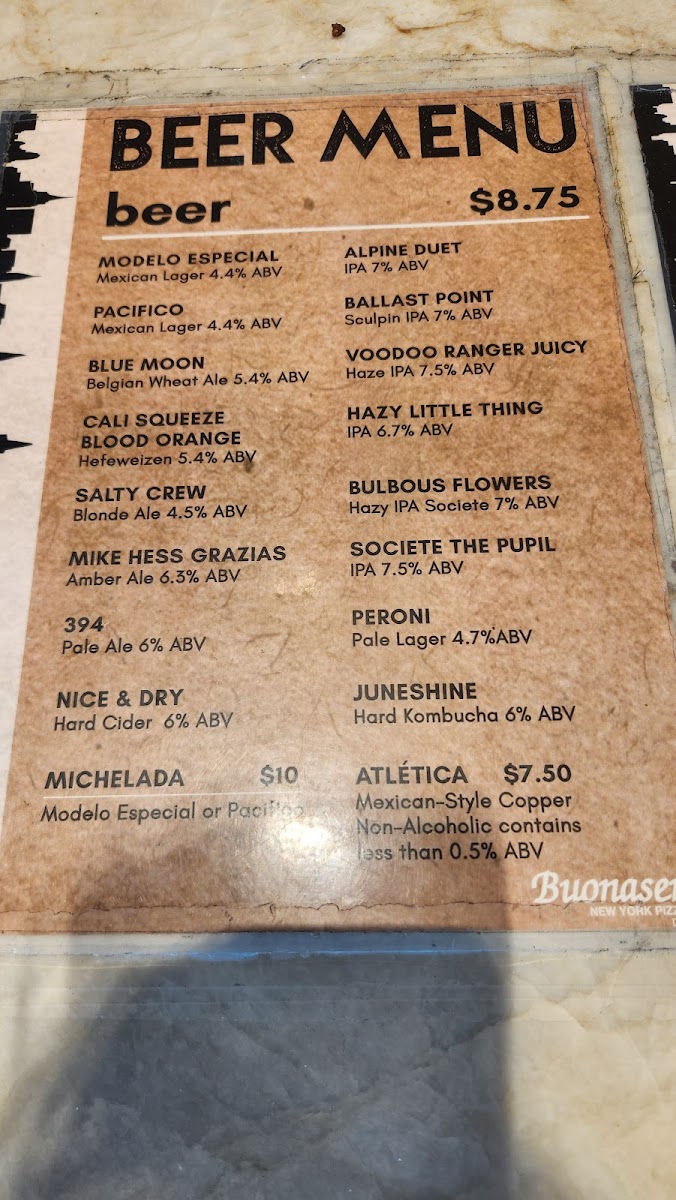 BEER MENU
beer $8.75
MODELO ESPECIAL
Mexican Lager 4.4% ABV
PACIFICO
Mexican Lager 4.4% ABV
BLUE MOON
Belgian Wheat Ale 5.4% ABV
CALI SQUEEZE
BLOOD ORANGE
Hefeweizen 5.4% ABV
SALTY CREW
Blonde Ale 4.5% ABV
MIKE HESS GRAZIAS
Amber Ale 6.3% ABV
394
Pale Ale 6% ABV
NICE & DRY
Hard Cider 6% ABV
MICHELADA $10
Modelo Especial or Pacifico
ALPINE DUET
IPA 7% ABV
BALLAST POINT
Sculpin IPA 7% ABV
VOODOO RANGER JUICY
Haze IPA 7.5% ABV
HAZY LITTLE THING
IPA 6.7% ABV
BULBOUS FLOWERS
Hazy IPA Societe 7% ABV
SOCIETE THE PUPIL
IPA 7.5% ABV
PERONI
Pale Lager 4.7%ABV
JUNESHINE
Hard Kombucha 6% ABV
ATLÉTICA $7.50
Mexican-Style Copper
Non-Alcoholic contains
less than 0.5% ABV
NEW YORK